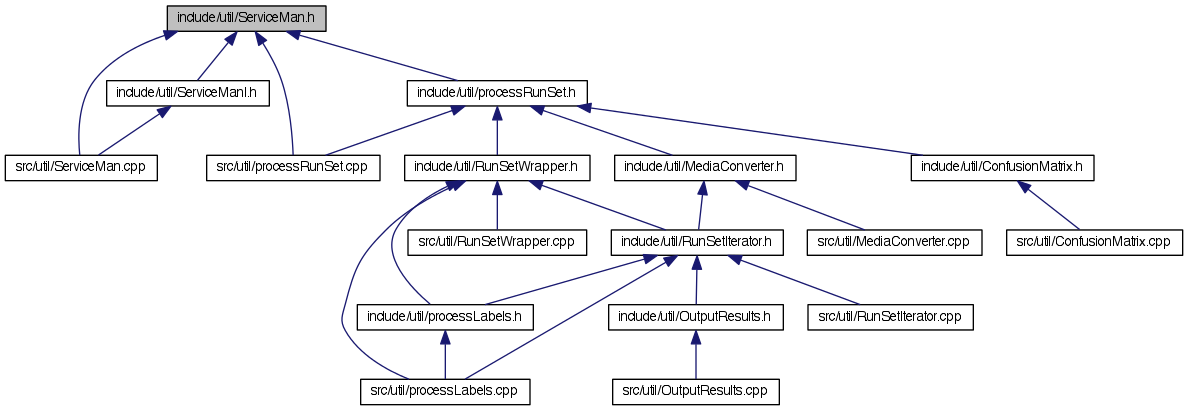 include/util/ServiceMan.h
include/util/ServiceManI.h
include/util/processRunSet.h
src/util/ServiceMan.cpp
src/util/processRunSet.cpp
include/util/RunSetWrapper.h
include/util/MediaConverter.h
include/util/ConfusionMatrix.h
src/util/RunSetWrapper.cpp
include/util/RunSetIterator.h
src/util/MediaConverter.cpp
src/util/ConfusionMatrix.cpp
include/util/processLabels.h
include/util/OutputResults.h
src/util/RunSetIterator.cpp
src/util/processLabels.cpp
src/util/OutputResults.cpp